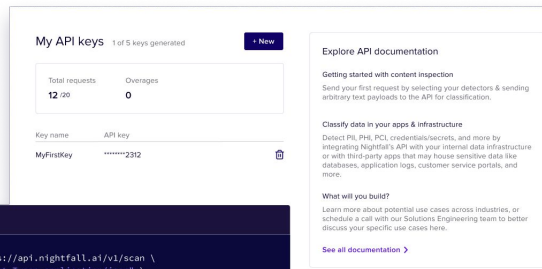 My API keys 1 of 5 keys generated
+ New
Total requests Overages
12 /20 0
Key name API key
MyFirstKey ********2312
s://api.nightfall.ai/v1/scan \
Explore API documentation
Getting started with content inspection
Send your first request by selecting your detectors & sending
arbitrary text payloads to the API for classification.
Classify data in your apps & infrastructure
Detect PII, PHI, PCI, credentials/secrets, and more by
integrating Nightfall's API with your internal data infrastructure
or with third-party apps that may house sensitive data like
databases, application logs, customer service portals, and
more.
What will you build?
Learn more about potential use cases across industries, or
schedule a call with our Solutions Engineering team to better
discuss your specific use cases here.
See all documentation >